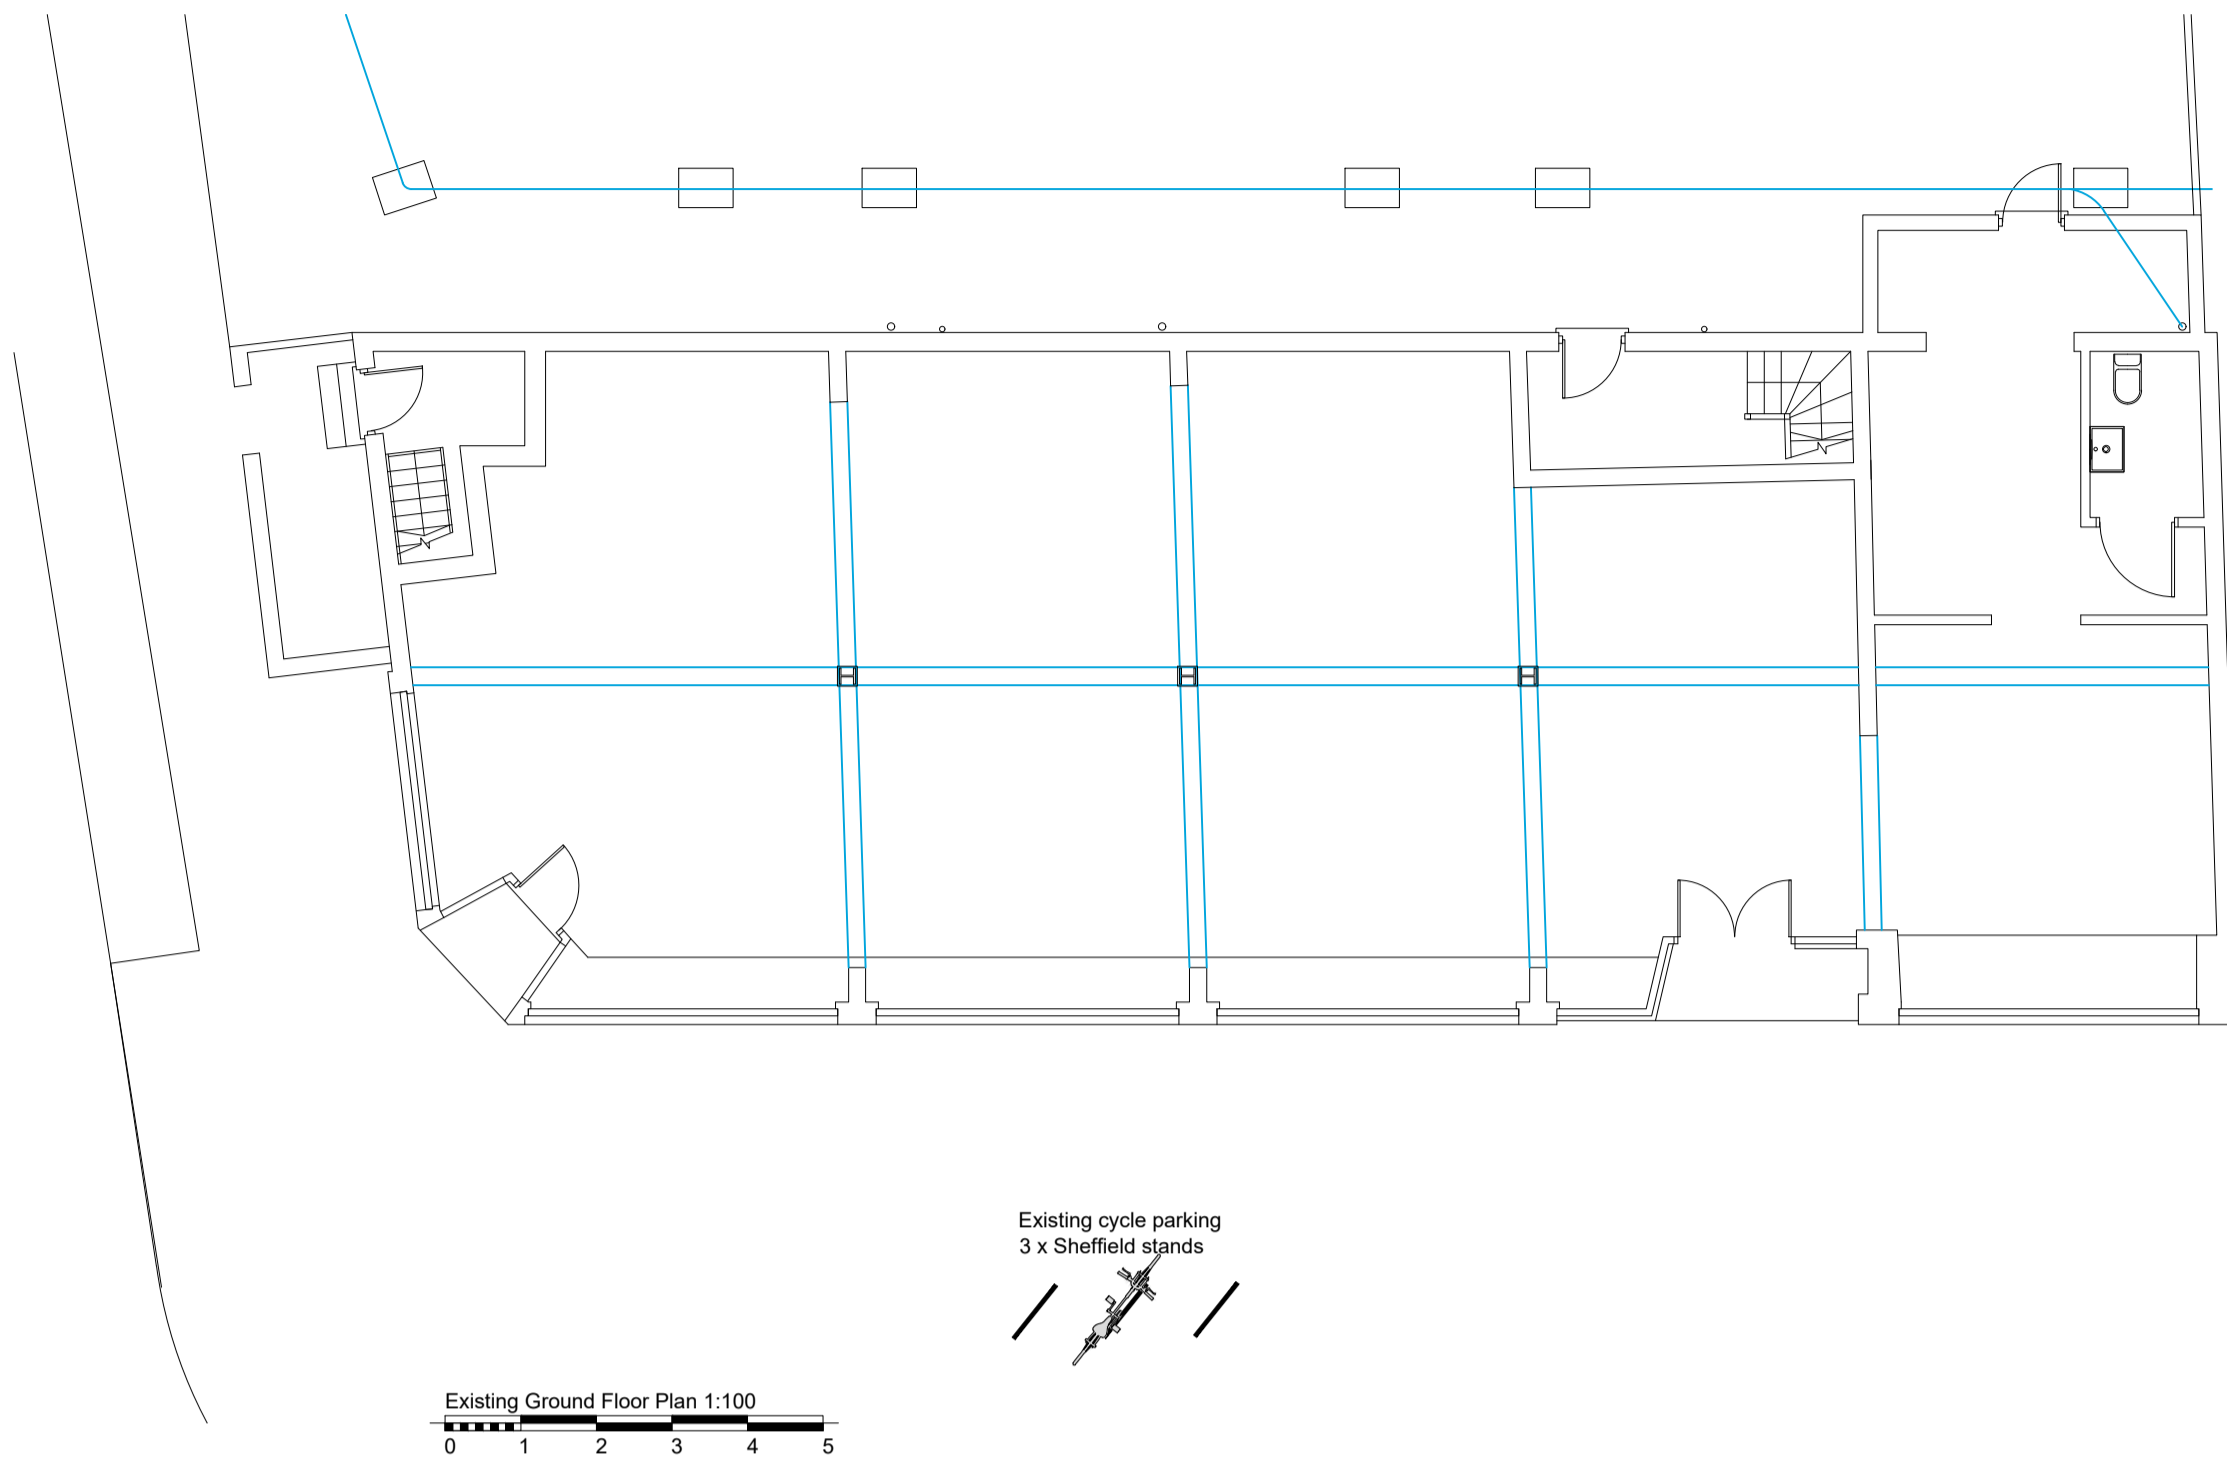 Existing cycle parking
3 x Sheffield stands
Existing Ground Floor Plan 1:100
0 1 2 3 4 5